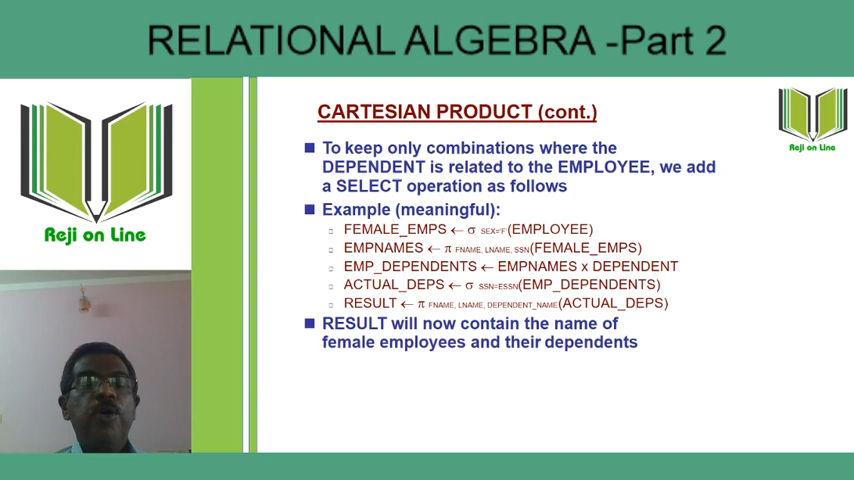 RELATIONAL ALGEBRA -Part 2
Reji on Line
Reji on Line
CARTESIAN PRODUCT (cont.)
To keep only combinations where the
DEPENDENT is related to the EMPLOYEE, we add
a SELECT operation as follows
Example (meaningful):
FEMALE_EMPS ← σ SEX='F'(EMPLOYEE)
EMPNAMES ← π FNAME, LNAME, SSN(FEMALE_EMPS)
EMP_DEPENDENTS ← EMPNAMES x DEPENDENT
ACTUAL_DEPS ← σ SSN=ESSN(EMP_DEPENDENTS)
RESULT ← π FNAME, LNAME, DEPENDENT_NAME(ACTUAL_DEPS)
RESULT will now contain the name of
female employees and their dependents